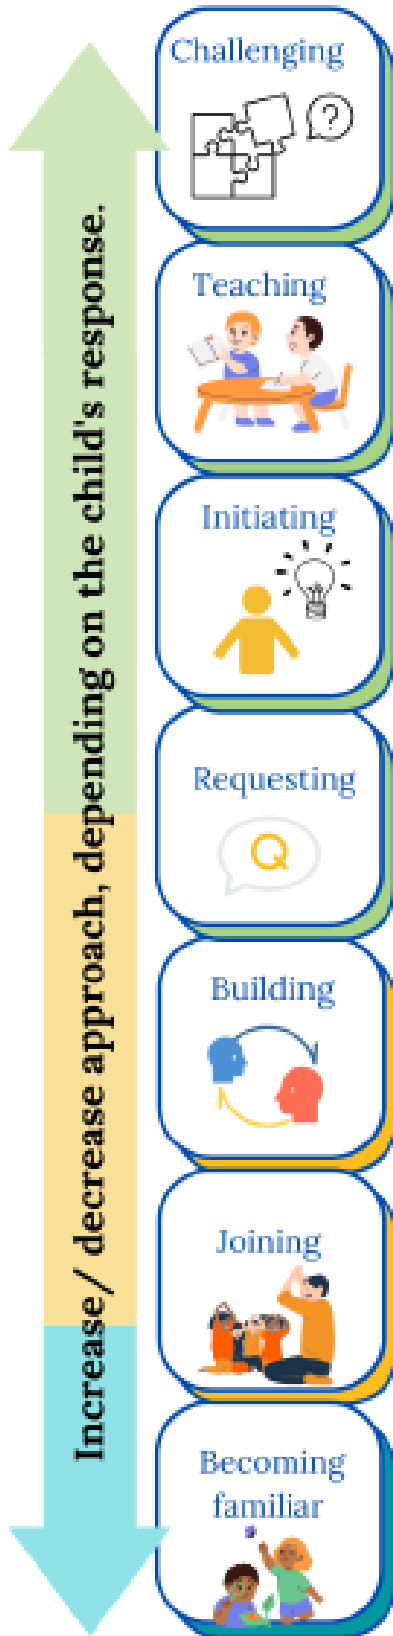 Increase/ decrease approach, depending on the child's response.
Challenging
?
Teaching
Initiating
Requesting
Q
Building
Joining
Becoming
familiar